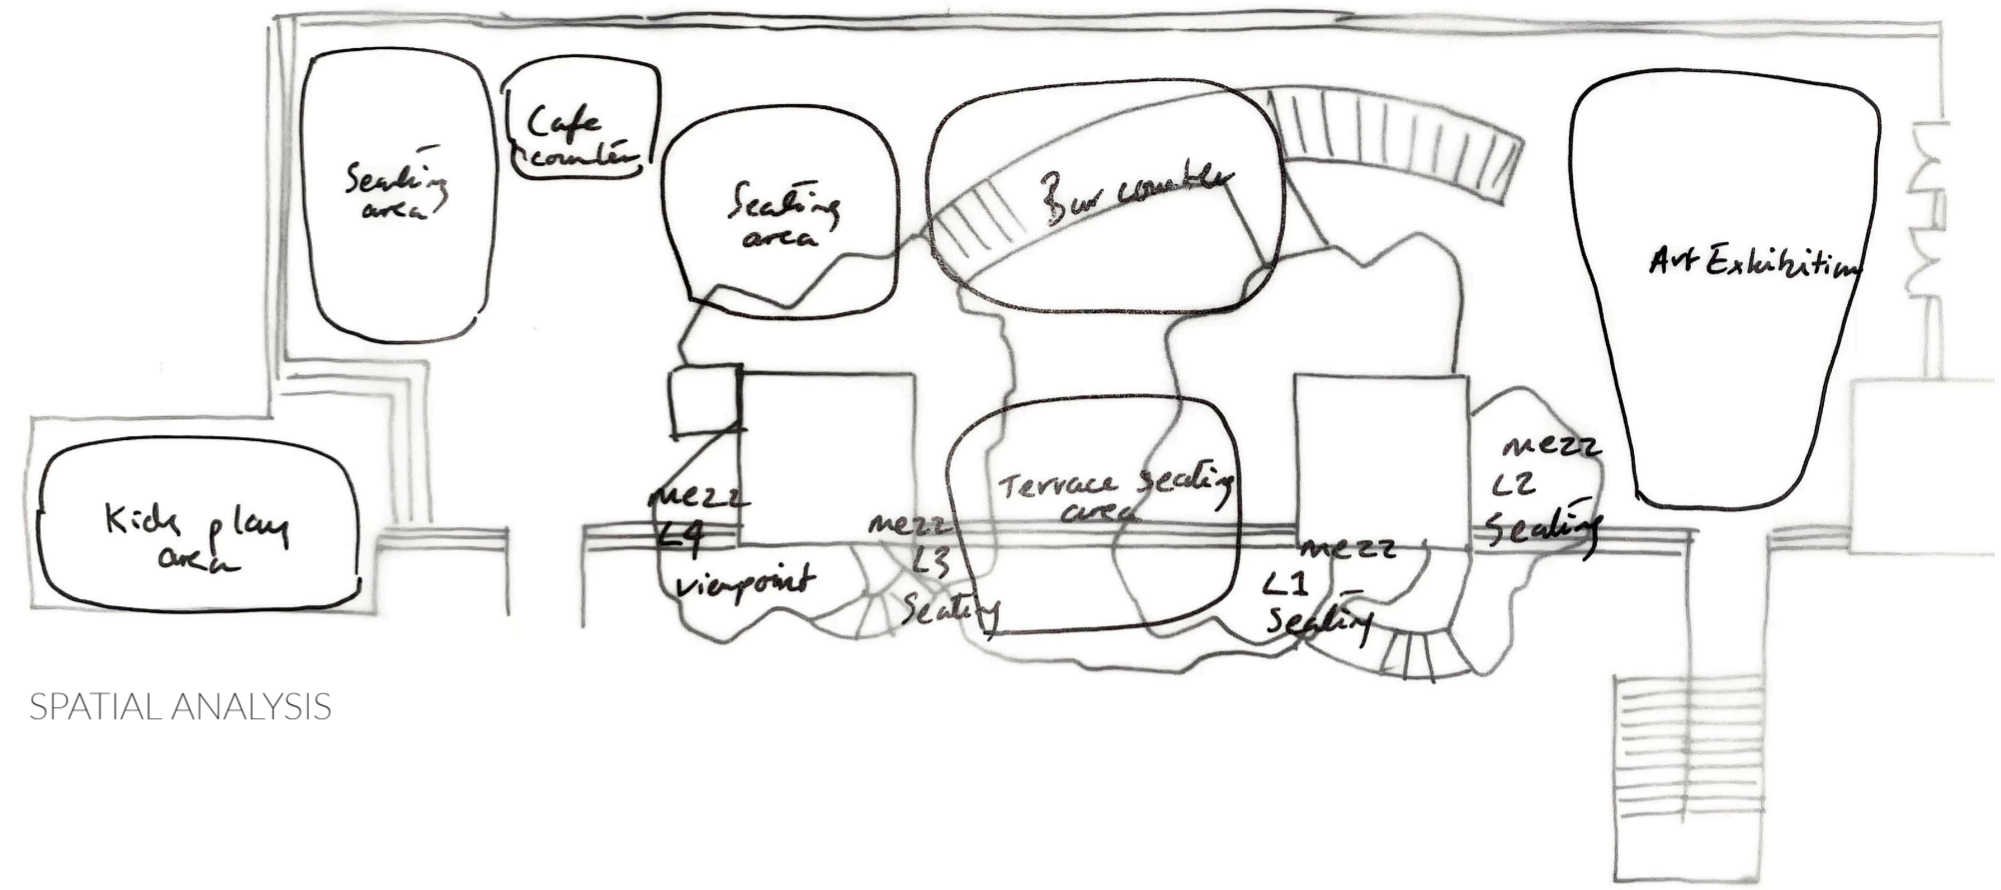 Seating
area
Cafe
counter
Seating
area
Bar counter
Art Exhibition
Kids play
area
mezz
L4
viewpoint
mezz
L3
Seating
Terrace seating
area
mezz
L1
Seating
mezz
L2
Seating
SPATIAL ANALYSIS